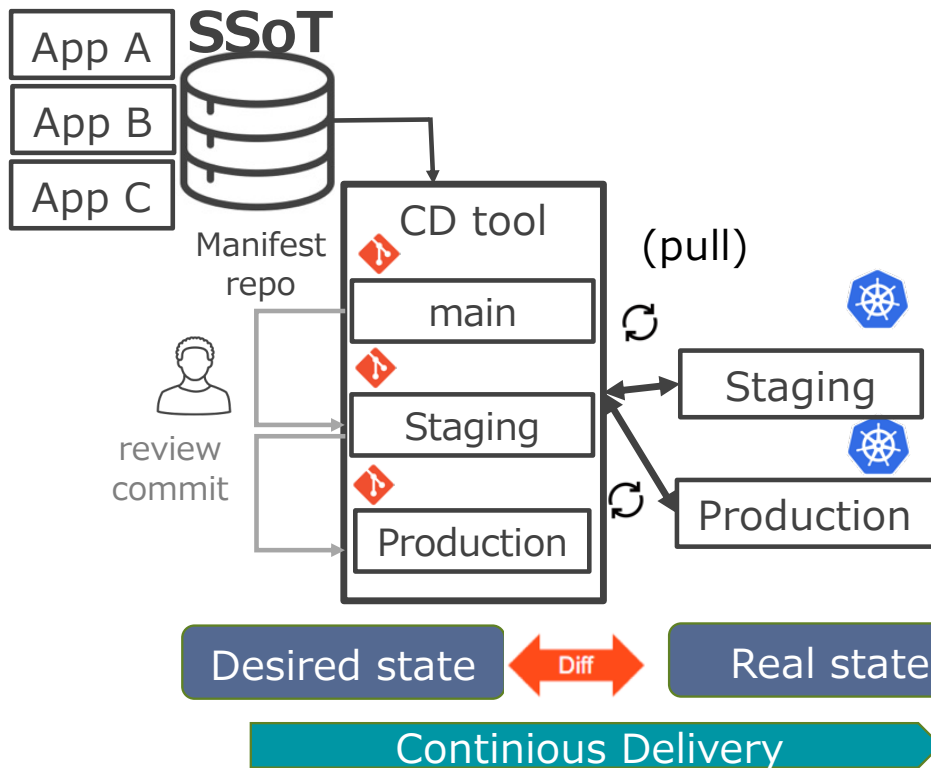 App A
App B
App C
SSoT
Manifest
repo
CD tool
main
Staging
Production
review
commit
(pull)
Staging
Production
Desired state
Diff
Real state
Continious Delivery